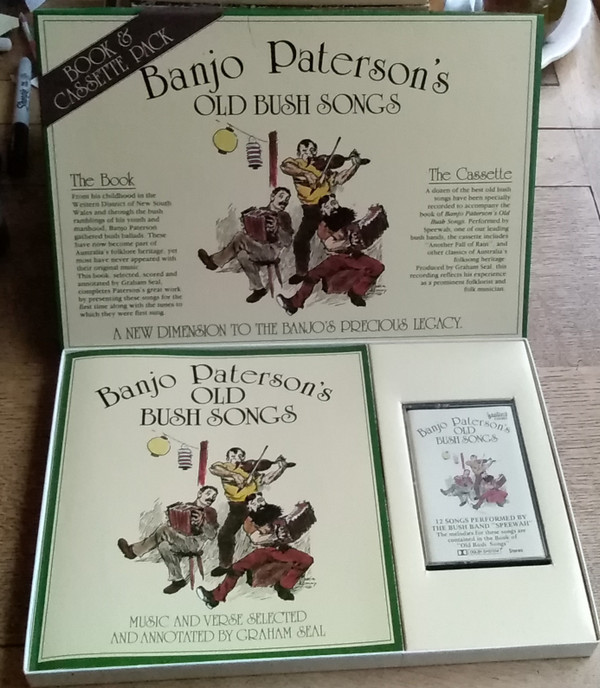 BOOK &
CASSETTE PACK
Banjo Paterson's
OLD BUSH SONGS
The Book
From his childhood in the
Western District of New South
Wales and through the bush
ramblings of his youth and
manhood, Banjo Paterson
gathered bush ballads. These
have now become part of
Australia's folklore heritage, yet
most have never appeared with
their original music.
This book, selected, scored and
annotated by Graham Seal,
completes Paterson's great work
by presenting these songs for the
first time along with the tunes to
which they were first sung.
The Cassette
A dozen of the best old bush
songs have been specially
recorded to accompany the
book of Banjo Paterson's Old
Bush Songs. Performed by
Speewah, one of our leading
bush bands, the cassette includes
"Another Fall of Rain" and
other classics of Australia's
folksong heritage.
Produced by Graham Seal, this
recording reflects his experience
as a prominent folklorist and
folk musician.
A NEW DIMENSION TO THE BANJO'S PRECIOUS LEGACY.
Banjo Paterson's
OLD
BUSH SONGS
MUSIC AND VERSE SELECTED
AND ANNOTATED BY GRAHAM SEAL
Banjo Paterson's
OLD
BUSH SONGS
12 SONGS PERFORMED BY
THE BUSH BAND "SPEEWAH"
The melodies for these songs are
contained in the Book of
"Old Bush Songs"
DOLBY SYSTEM
Stereo